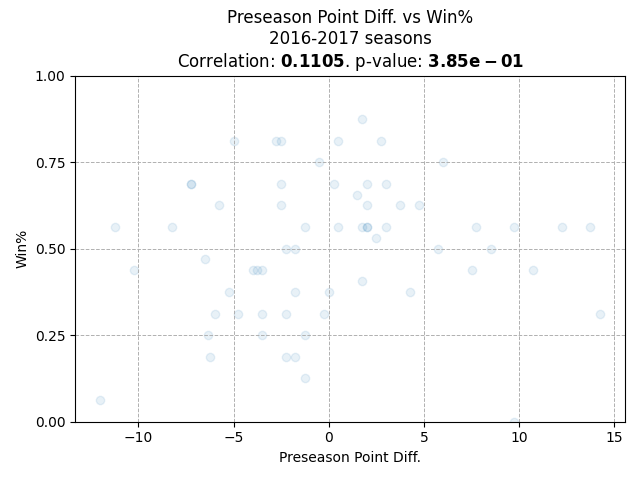 Preseason Point Diff. vs Win%
2016-2017 seasons
Correlation: 0.1105. p-value: 3.85e − 01
1.00
0.75
0.50
0.25
0.00
Win%
−10
−5
0
5
10
15
Preseason Point Diff.